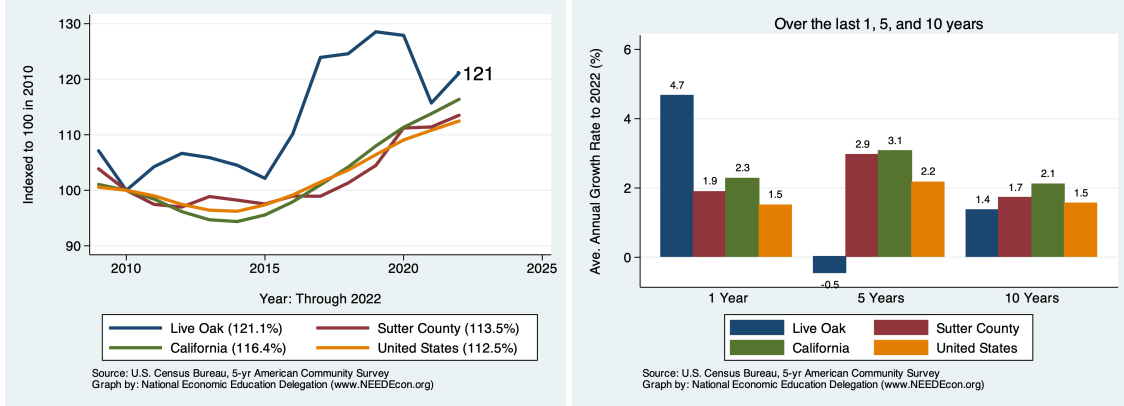 130
120
110
100
90
Indexed to 100 in 2010
121
2010 2015 2020 2025
Year: Through 2022
Live Oak (121.1%) Sutter County (113.5%)
California (116.4%) United States (112.5%)
Source: U.S. Census Bureau, 5-yr American Community Survey
Graph by: National Economic Education Delegation (www.NEEDEcon.org)
Over the last 1, 5, and 10 years
6
4
2
0
Ave. Annual Growth Rate to 2022 (%)
4.7 1.9 2.3 1.5
-0.5 2.9 3.1 2.2
1.4 1.7 2.1 1.5
1 Year 5 Years 10 Years
Live Oak Sutter County
California United States
Source: U.S. Census Bureau, 5-yr American Community Survey
Graph by: National Economic Education Delegation (www.NEEDEcon.org)